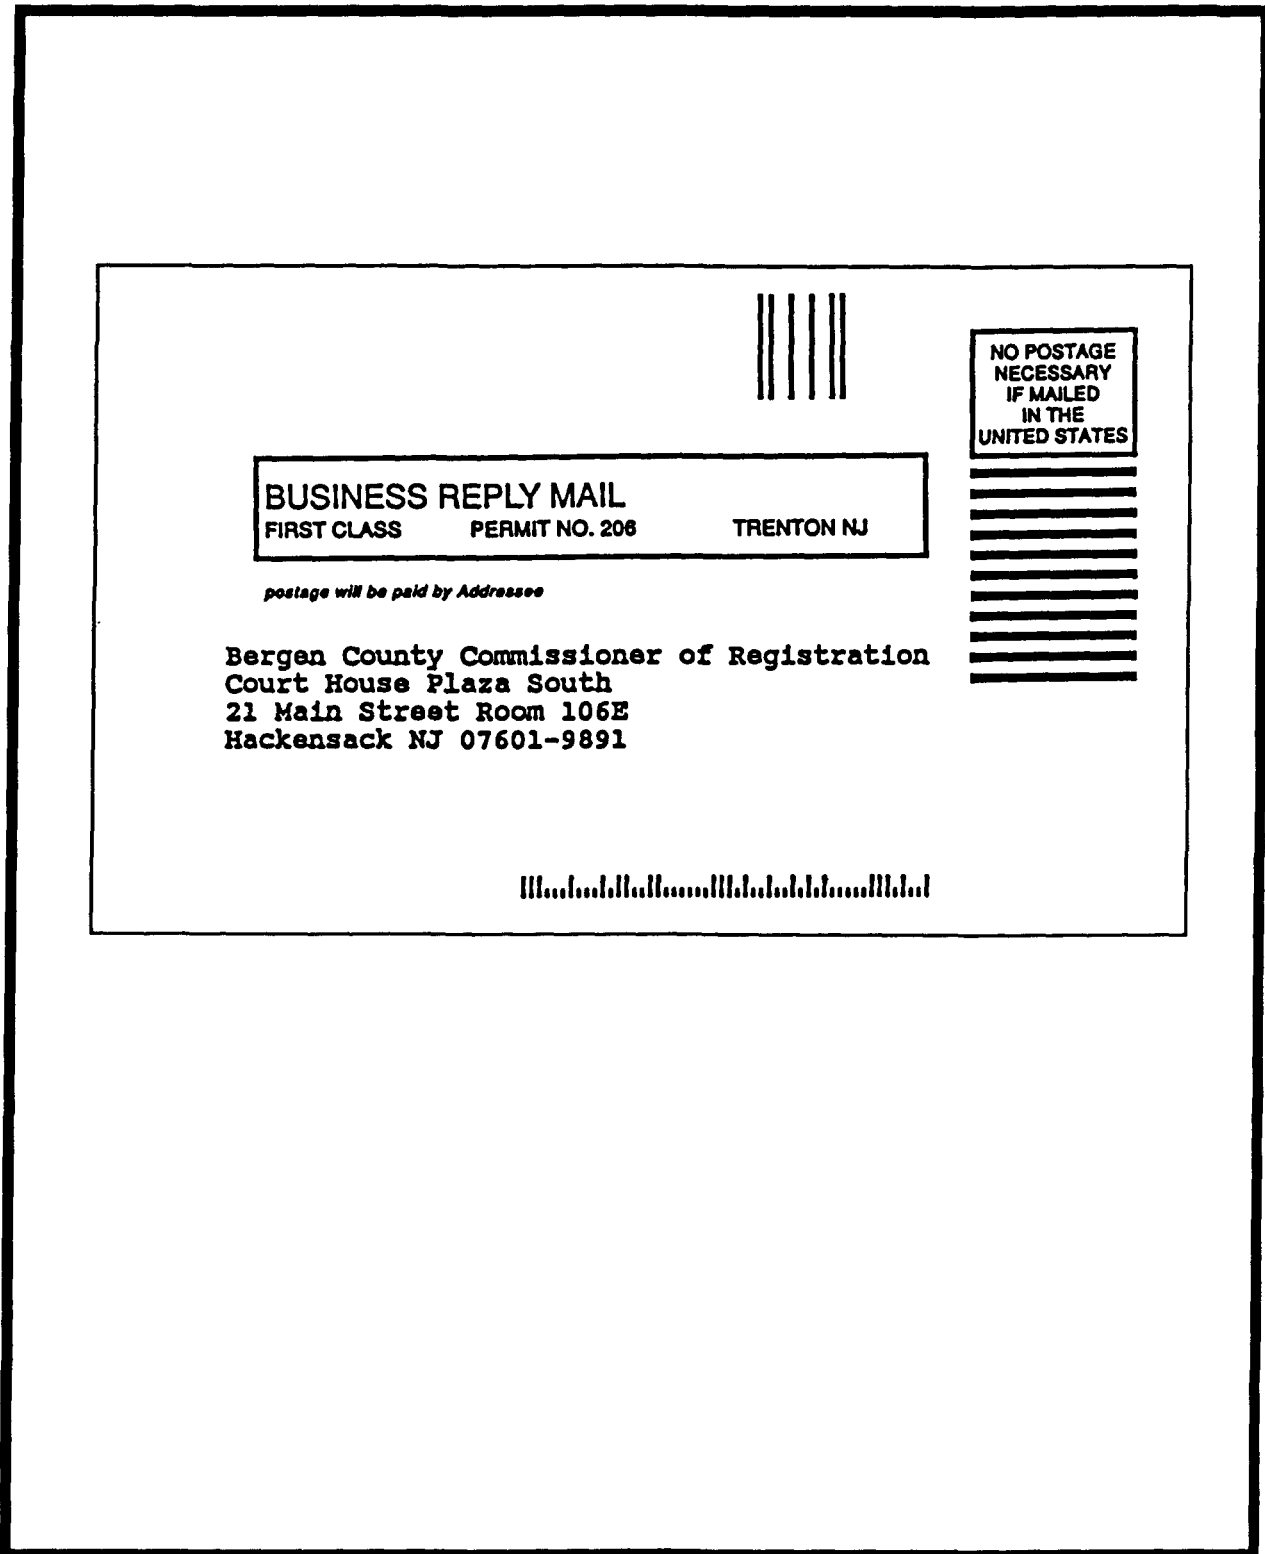 NO POSTAGE
NECESSARY
IF MAILED
IN THE
UNITED STATES
BUSINESS REPLY MAIL
FIRST CLASS PERMIT NO. 206 TRENTON NJ
postage will be paid by Addressee
Bergen County Commissioner of Registration
Court House Plaza South
21 Main Street Room 106E
Hackensack NJ 07601-9891